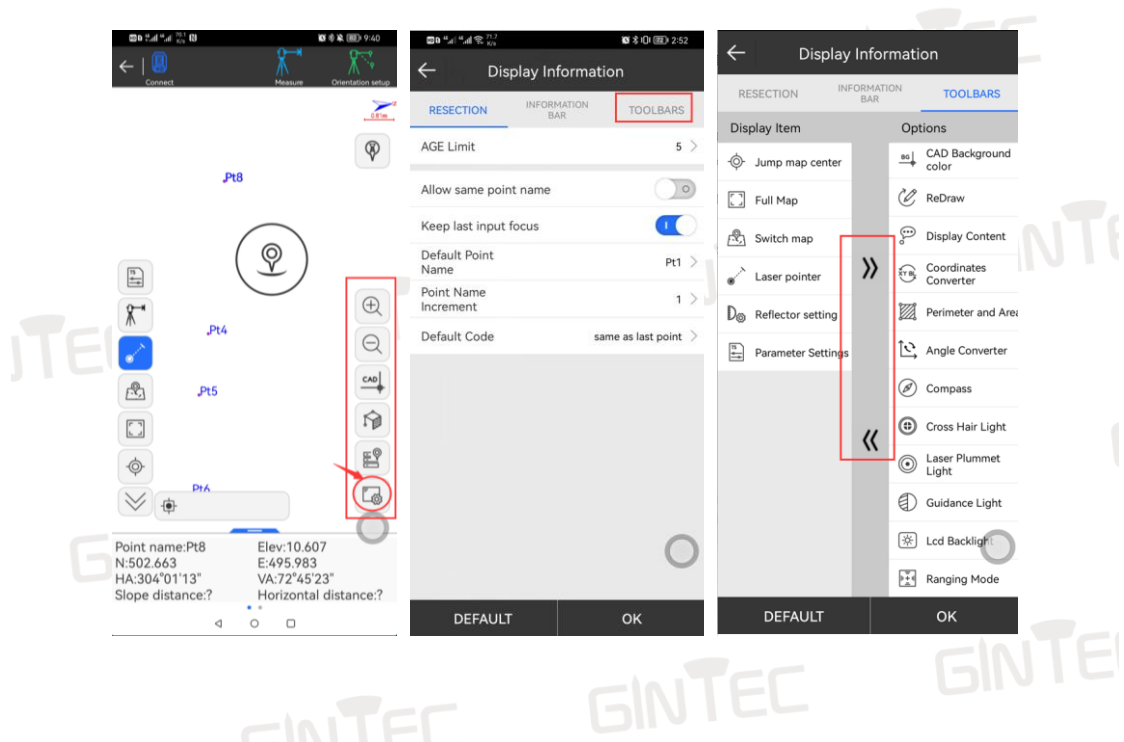 9:40
Connect
Measure
Orientation setup
0.81m
Pt8
Pt4
Pt5
Pt6
CAD
Point name:Pt8 Elev:10.607
N:502.663 E:495.983
HA:304°01'13" VA:72°45'23"
Slope distance:? Horizontal distance:?
71.7
K/s
2:52
Display Information
RESECTION
INFORMATION
BAR
TOOLBARS
AGE Limit 5
Allow same point name
Keep last input focus
Default Point
Name
Pt1
Point Name
Increment
1
Default Code same as last point
DEFAULT OK
Display Information
RESECTION
INFORMATION
BAR
TOOLBARS
Display Item Options
Jump map center
Full Map
Switch map
Laser pointer
Reflector setting
Parameter Settings
BG
CAD Background
color
ReDraw
Display Content
Coordinates
Converter
Perimeter and Area
Angle Converter
Compass
Cross Hair Light
Laser Plummet
Light
Guidance Light
Lcd Backlight
Ranging Mode
DEFAULT OK
GINTEC
GINTEC
GINTEC